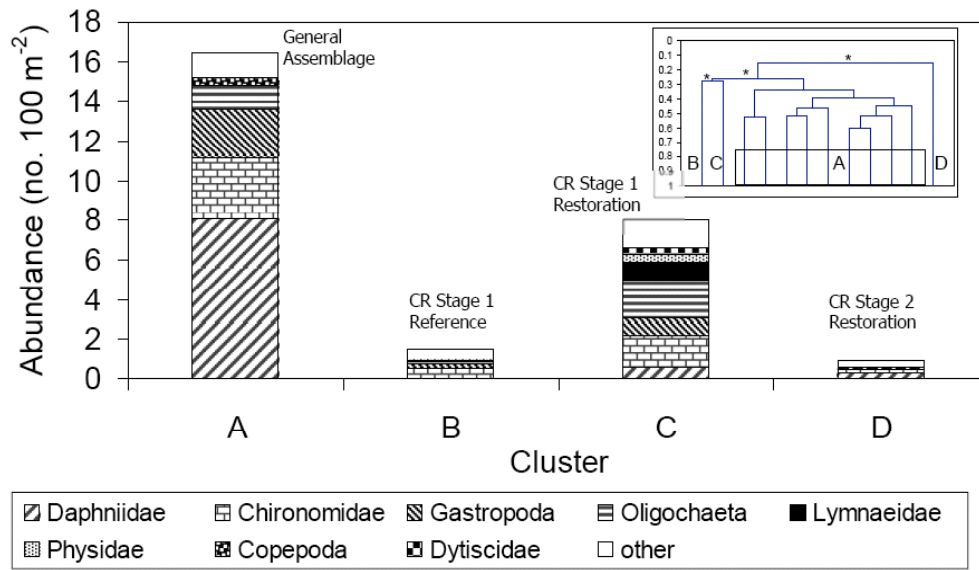 18
16
14
12
10
8
6
4
2
0
Abundance (no. 100 m⁻²)
General
Assemblage
CR Stage 1
Reference
CR Stage 1
Restoration
CR Stage 2
Restoration
0
0.1
0.2
0.3
0.4
0.5
0.6
0.7
0.8
0.9
1
* * *
B C A D
A B C D
Cluster
Daphniidae Chironomidae Gastropoda Oligochaeta Lymnaeidae
Physidae Copepoda Dytiscidae other